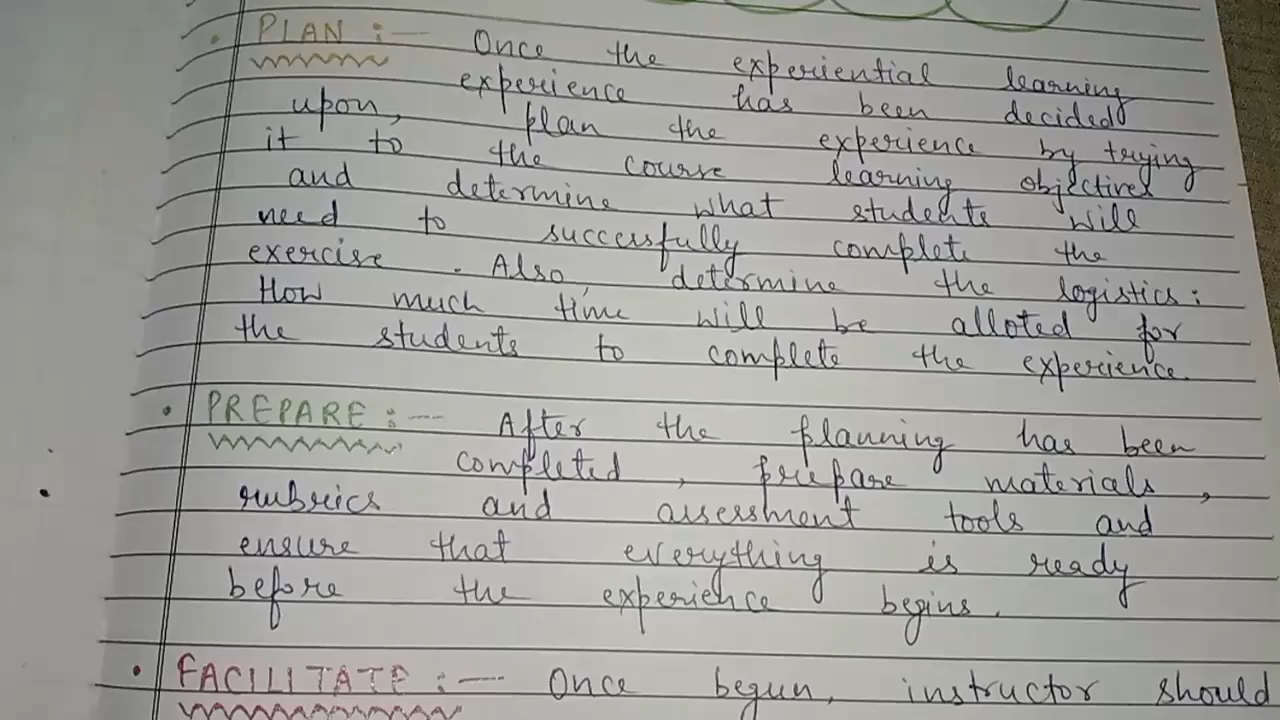 • PLAN :— Once the experiential learning
experience has been decided
upon, plan the experience by trying
it to the course learning objectives
and determine what students will
need to successfully complete the
exercise. Also, determine the logistics:
How much time will be alloted for
the students to complete the experience.
• PREPARE :— After the planning has been
completed, prepare materials,
rubrics and assessment tools and
ensure that everything is ready
before the experience begins.
• FACILITATE :— Once begun, instructor should